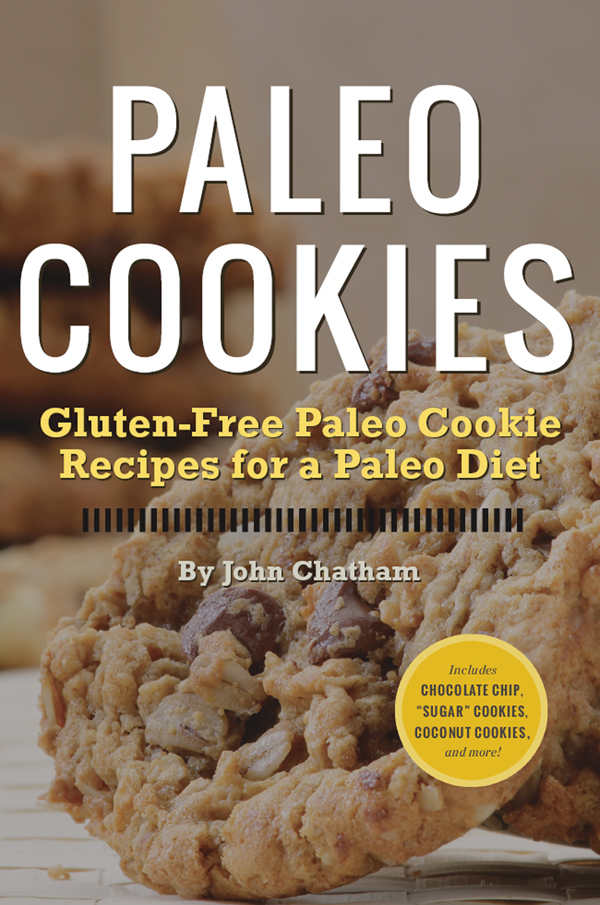 PALEO
COOKIES
Gluten-Free Paleo Cookie
Recipes for a Paleo Diet
By John Chatham
Includes
CHOCOLATE CHIP,
“SUGAR” COOKIES,
COCONUT COOKIES,
and more!